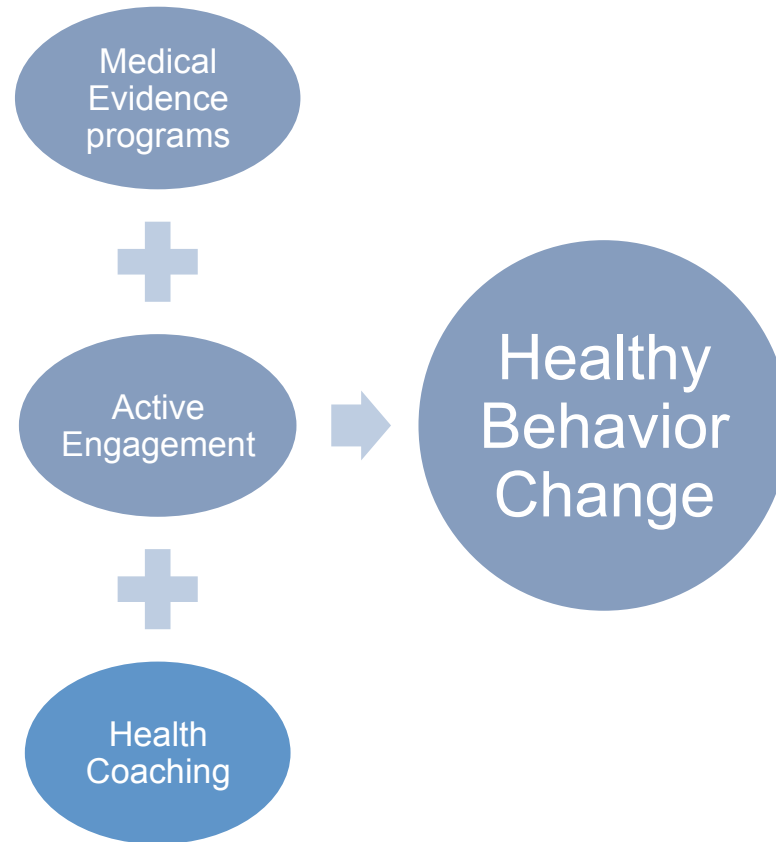 Medical
Evidence
programs
Active
Engagement
Healthy
Behavior
Change
Health
Coaching